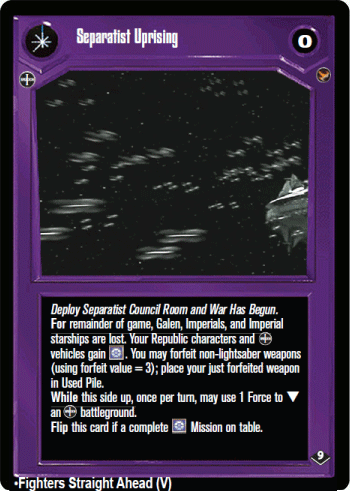 Separatist Uprising
0
Deploy Separatist Council Room and War Has Begun.
For remainder of game, Galen, Imperials, and Imperial
starships are lost. Your Republic characters and
vehicles gain . You may forfeit non-lightsaber weapons
(using forfeit value = 3); place your just forfeited weapon
in Used Pile.
While this side up, once per turn, may use 1 Force to ▼
an battleground.
Flip this card if a complete Mission on table.
9
•Fighters Straight Ahead (V)